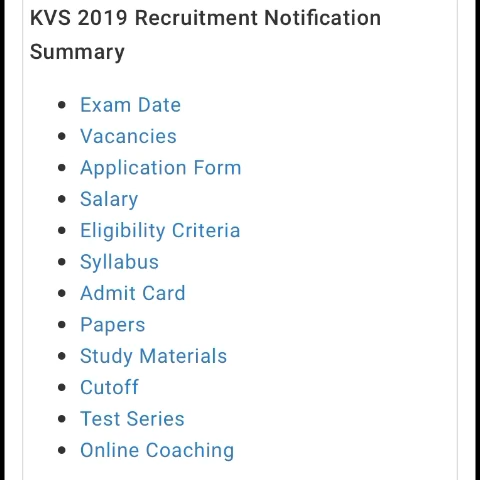 KVS 2019 Recruitment Notification
Summary
Exam Date
Vacancies
Application Form
Salary
Eligibility Criteria
Syllabus
Admit Card
Papers
Study Materials
Cutoff
Test Series
Online Coaching